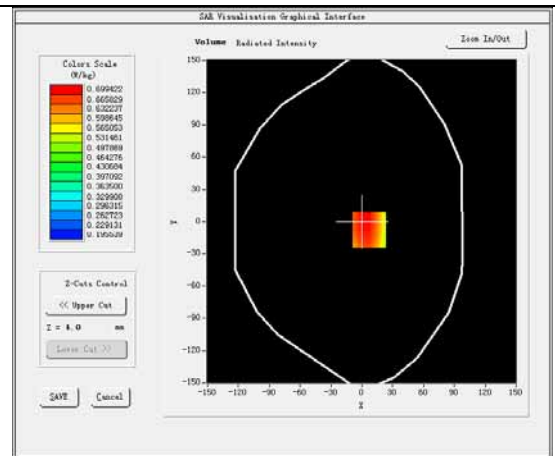 SAR Visualisation Graphical Interface
Volume Radiated Intensity
Zoom In/Out
Colors Scale
(W/kg)
0.699422
0.665829
0.632237
0.598645
0.565053
0.531461
0.497869
0.464276
0.430684
0.397092
0.363500
0.329908
0.296315
0.262723
0.229131
0.195539
Z-Cuts Control
<< Upper Cut
Z = 4.0 mm
Lower Cut >>
SAVE Cancel
150
120
90
60
30
0
-30
-60
-90
-120
-150
Y
-150 -120 -90 -60 -30 0 30 60 90 120 150
X